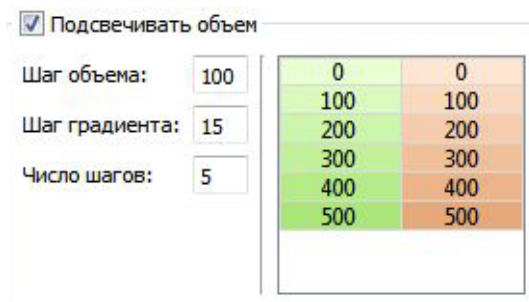 Подсвечивать объем
Шаг объема: 100
Шаг градиента: 15
Число шагов: 5
0 0
100 100
200 200
300 300
400 400
500 500